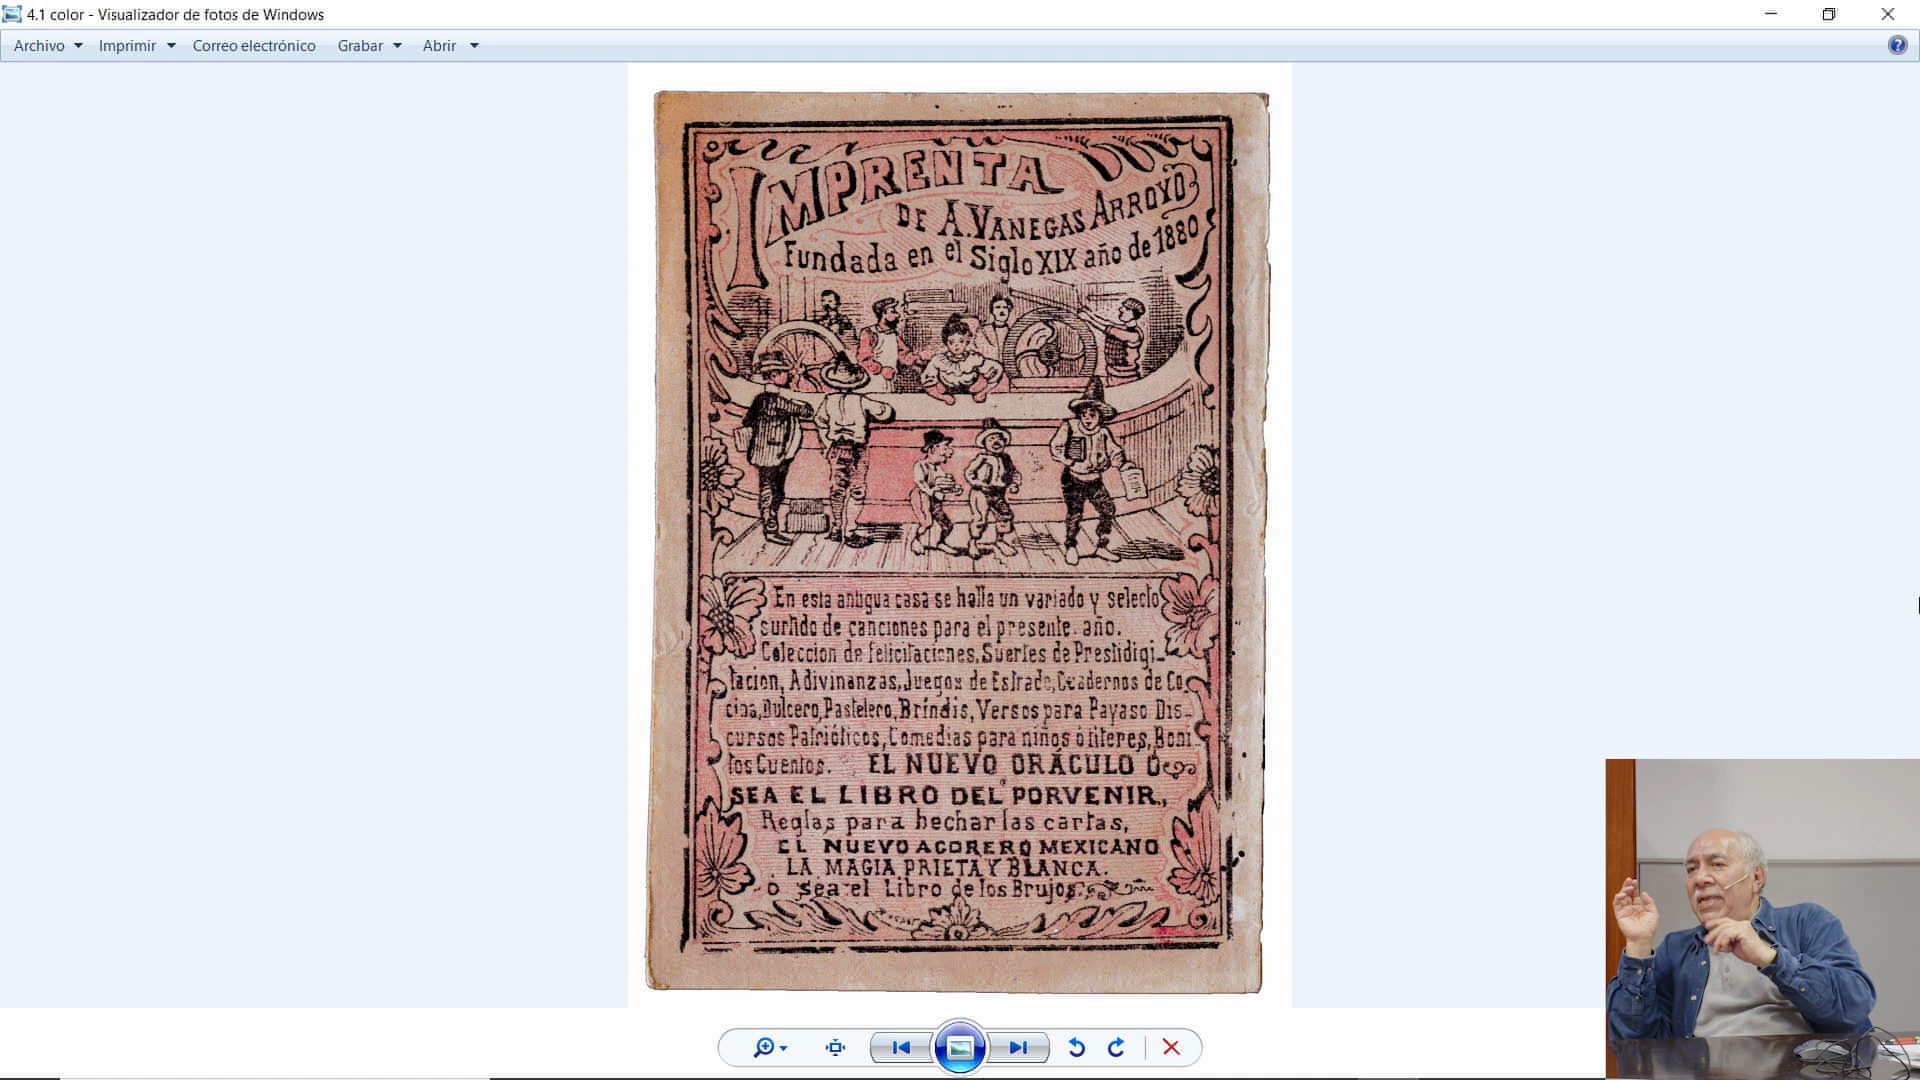 4.1 color - Visualizador de fotos de Windows
Archivo Imprimir Correo electrónico Grabar Abrir
IMPRENTA
DE A. VANEGAS ARROYO
Fundada en el Siglo XIX año de 1880
En esta antigua casa se halla un variado y selecto
surtido de canciones para el presente. año.
Coleccion de felicitaciones, Suertes de Prestidigi-
tacion, Adivinanzas, Juegos de Estrado, Cuadernos de Co-
cina, Dulcero, Pastelero, Brindis, Versos para Payaso Dis-
cursos Patrióticos, Comedias para niños ó titeres, Boni
tos Cuentos. EL NUEVO ORÁCULO Ó
SEA EL LIBRO DEL PORVENIR.,
Reglas para hechar las cartas,
EL NUEVO AGORERO MEXICANO
LA MAGIA PRIETA Y BLANCA.
o sea el Libro de los Brujos.